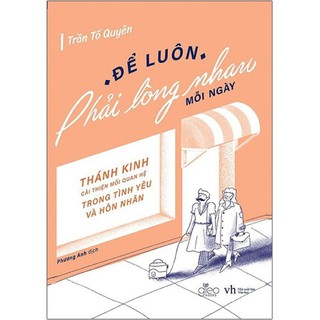 Trần Tố Quyên
ĐỂ LUÔN
Phải lòng nhau
MỖI NGÀY
THÁNH KINH
CẢI THIỆN MỐI QUAN HỆ
TRONG TÌNH YÊU
VÀ HÔN NHÂN
Phương Anh dịch
vh